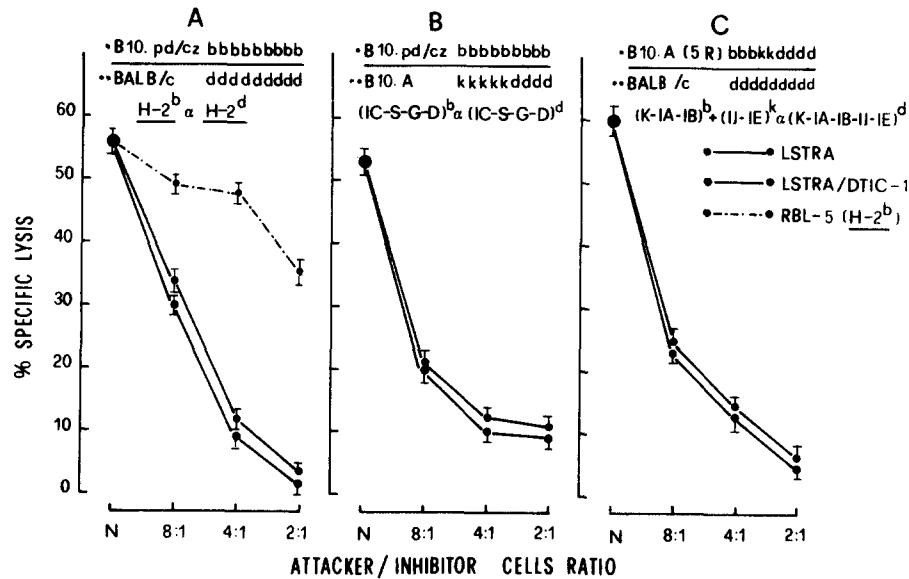 A
B
C
•B10. pd/cz bbbbbbbbb
••BALB/c ddddddddd
H-2b α H-2d
•B10. pd/cz bbbbbbbbb
••B10. A kkkkkdddd
(IC-S-G-D)b α (IC-S-G-D)d
•B10. A (5R) bbbkkdddd
••BALB /c ddddddddd
(K-IA-IB)b + (IJ-IE)k α (K-IA-IB-IJ-IE)d
LSTRA
LSTRA/DTIC-1
RBL-5 (H-2b)
% SPECIFIC LYSIS
60
50
40
30
20
10
0
N 8:1 4:1 2:1
N 8:1 4:1 2:1
N 8:1 4:1 2:1
ATTACKER/INHIBITOR CELLS RATIO